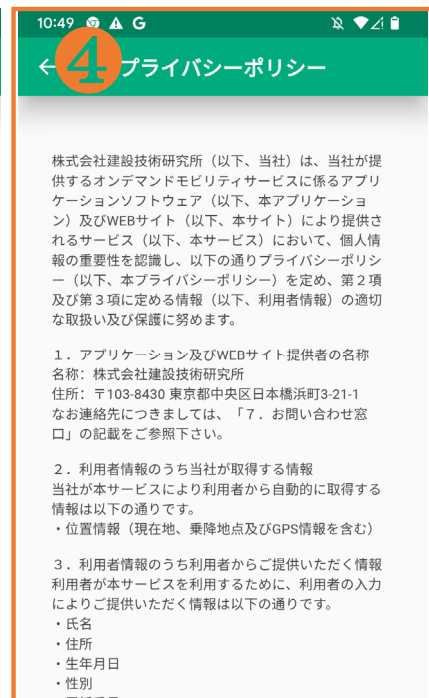 10:49
4
プライバシーポリシー
株式会社建設技術研究所（以下、当社）は、当社が提
供するオンデマンドモビリティサービスに係るアプリ
ケーションソフトウェア（以下、本アプリケーショ
ン）及びWEBサイト（以下、本サイト）により提供さ
れるサービス（以下、本サービス）において、個人情
報の重要性を認識し、以下の通りプライバシーポリシ
ー（以下、本プライバシーポリシー）を定め、第２項
及び第３項に定める情報（以下、利用者情報）の適切
な取扱い及び保護に努めます。
１．アプリケーション及びWEBサイト提供者の名称
名称：株式会社建設技術研究所
住所：〒103-8430 東京都中央区日本橋浜町3-21-1
なお連絡先につきましては、「７．お問い合わせ窓
口」の記載をご参照下さい。
２．利用者情報のうち当社が取得する情報
当社が本サービスにより利用者から自動的に取得する
情報は以下の通りです。
・位置情報（現在地、乗降地点及びGPS情報を含む）
３．利用者情報のうち利用者からご提供いただく情報
利用者が本サービスを利用するために、利用者の入力
によりご提供いただく情報は以下の通りです。
・氏名
・住所
・生年月日
・性別